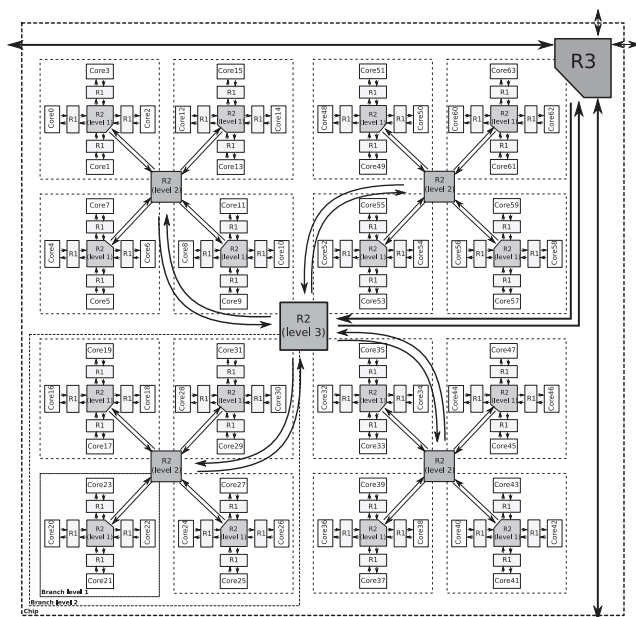 R3
Core3
R1
Core0
R1
R2
(level 1)
R1
Core2
R1
Core1
Core15
R1
Core12
R1
R2
(level 1)
R1
Core14
R1
Core13
Core51
R1
Core48
R1
R2
(level 1)
R1
Core50
R1
Core49
Core63
R1
Core60
R1
R2
(level 1)
R1
Core62
R1
Core61
R2
(level 2)
R2
(level 2)
Core7
R1
Core4
R1
R2
(level 1)
R1
Core6
R1
Core5
Core11
R1
Core8
R1
R2
(level 1)
R1
Core10
R1
Core9
Core55
R1
Core52
R1
R2
(level 1)
R1
Core54
R1
Core53
Core59
R1
Core56
R1
R2
(level 1)
R1
Core58
R1
Core57
R2
(level 3)
Core19
R1
Core16
R1
R2
(level 1)
R1
Core18
R1
Core17
Core31
R1
Core28
R1
R2
(level 1)
R1
Core30
R1
Core29
Core35
R1
Core32
R1
R2
(level 1)
R1
Core34
R1
Core33
Core47
R1
Core44
R1
R2
(level 1)
R1
Core46
R1
Core45
R2
(level 2)
R2
(level 2)
Core23
R1
Core20
R1
R2
(level 1)
R1
Core22
R1
Core21
Core27
R1
Core24
R1
R2
(level 1)
R1
Core26
R1
Core25
Core39
R1
Core36
R1
R2
(level 1)
R1
Core38
R1
Core37
Core43
R1
Core40
R1
R2
(level 1)
R1
Core42
R1
Core41
Branch level 1
Branch level 2
Chip